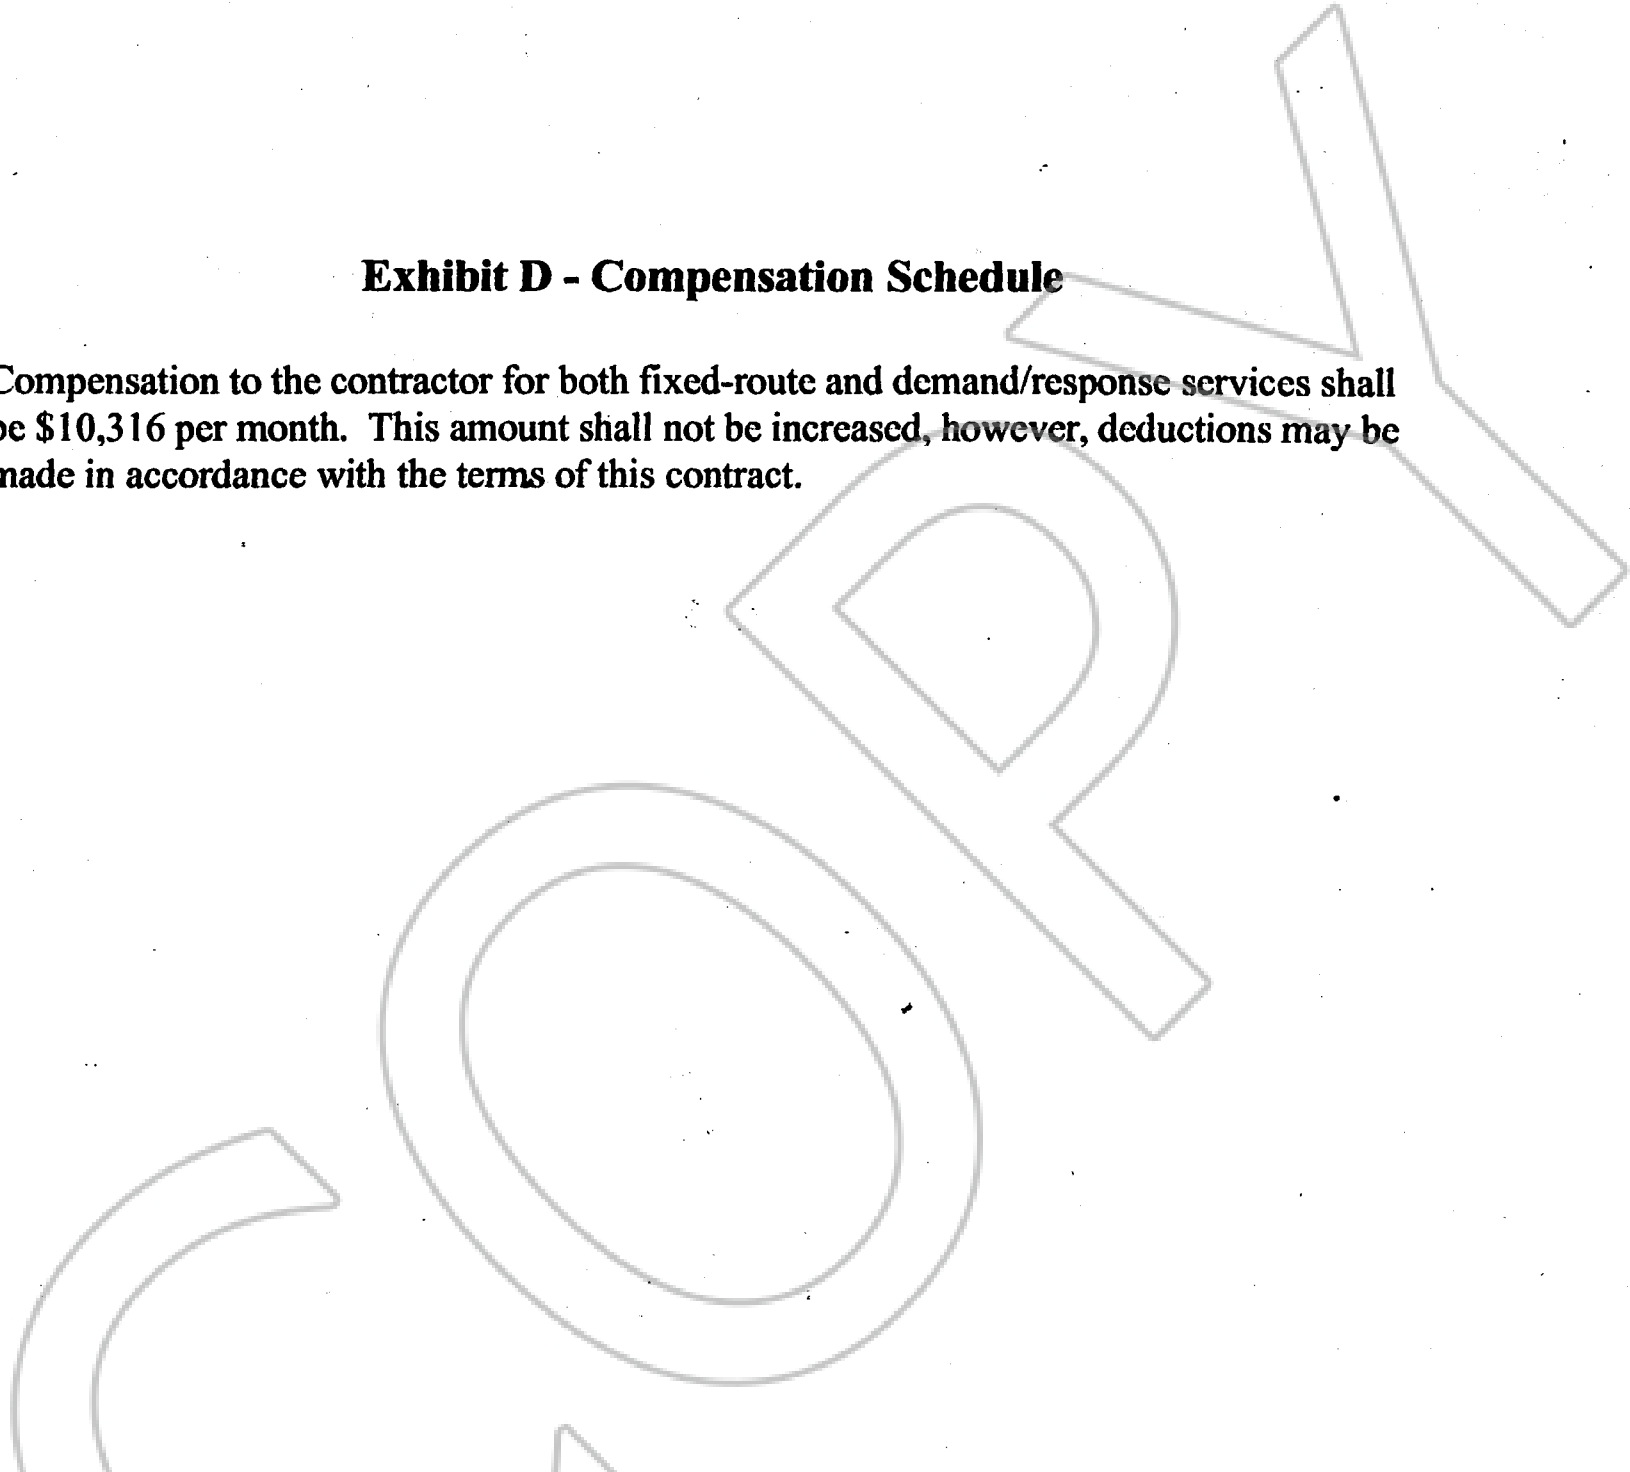 Exhibit D - Compensation Schedule
Compensation to the contractor for both fixed-route and demand/response services shall
be $10,316 per month. This amount shall not be increased, however, deductions may be
made in accordance with the terms of this contract.
COPY